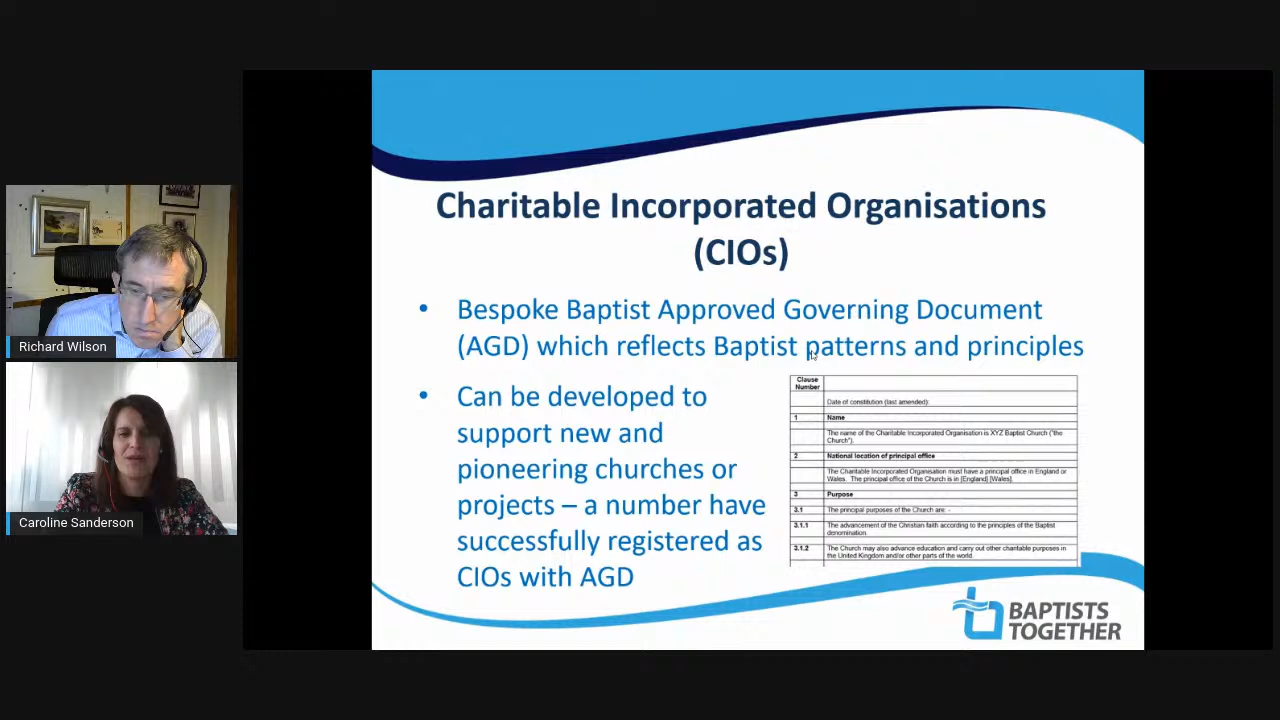 Charitable Incorporated Organisations
(CIOs)
• Bespoke Baptist Approved Governing Document
(AGD) which reflects Baptist patterns and principles
• Can be developed to
support new and
pioneering churches or
projects – a number have
successfully registered as
CIOs with AGD
Clause
Number
Date of constitution (last amended):
1 Name
The name of the Charitable Incorporated Organisation is XYZ Baptist Church ("the
Church").
2 National location of principal office
The Charitable Incorporated Organisation must have a principal office in England or
Wales. The principal office of the Church is in [England] [Wales].
3 Purpose
3.1 The principal purposes of the Church are: -
3.1.1 The advancement of the Christian faith according to the principles of the Baptist
denomination.
3.1.2 The Church may also advance education and carry out other charitable purposes in
the United Kingdom and/or other parts of the world.
BAPTISTS
TOGETHER
Richard Wilson
Caroline Sanderson